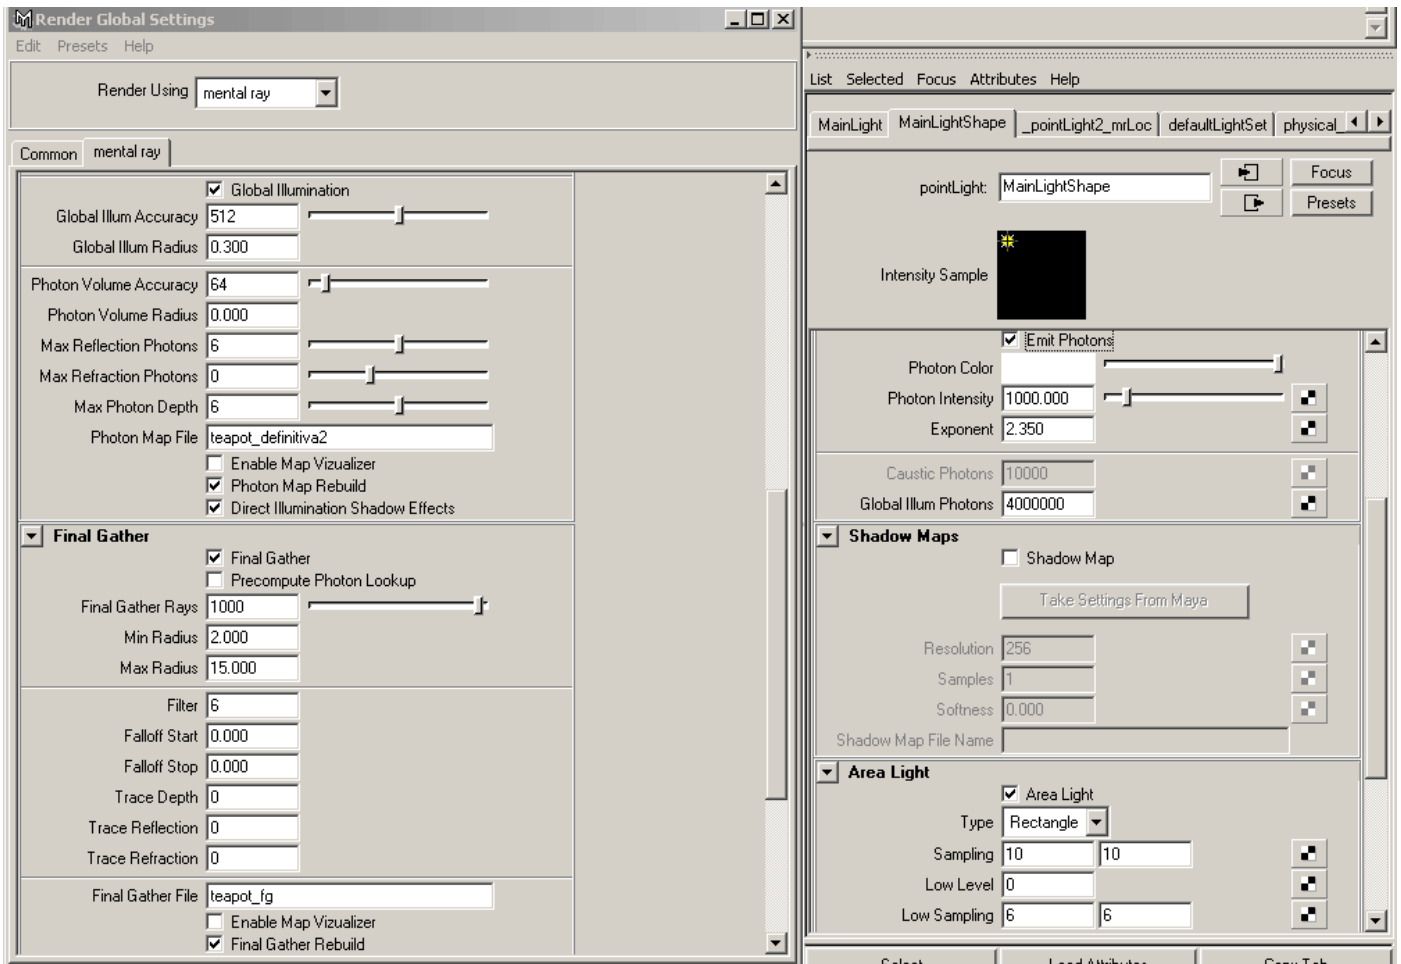 Render Global Settings
Edit Presets Help
Render Using mental ray
Common mental ray
Global Illumination
Global Illum Accuracy 512
Global Illum Radius 0.300
Photon Volume Accuracy 64
Photon Volume Radius 0.000
Max Reflection Photons 6
Max Refraction Photons 0
Max Photon Depth 6
Photon Map File teapot_definitiva2
Enable Map Vizualizer
Photon Map Rebuild
Direct Illumination Shadow Effects
Final Gather
Final Gather
Precompute Photon Lookup
Final Gather Rays 1000
Min Radius 2.000
Max Radius 15.000
Filter 6
Falloff Start 0.000
Falloff Stop 0.000
Trace Depth 0
Trace Reflection 0
Trace Refraction 0
Final Gather File teapot_fg
Enable Map Vizualizer
Final Gather Rebuild
List Selected Focus Attributes Help
MainLight MainLightShape _pointLight2_mrLoc defaultLightSet physical_
pointLight: MainLightShape
Focus
Presets
Intensity Sample
Emit Photons
Photon Color
Photon Intensity 1000.000
Exponent 2.350
Caustic Photons 10000
Global Illum Photons 4000000
Shadow Maps
Shadow Map
Take Settings From Maya
Resolution 256
Samples 1
Softness 0.000
Shadow Map File Name
Area Light
Area Light
Type Rectangle
Sampling 10 10
Low Level 0
Low Sampling 6 6
Select Load Attributes Copy Tab